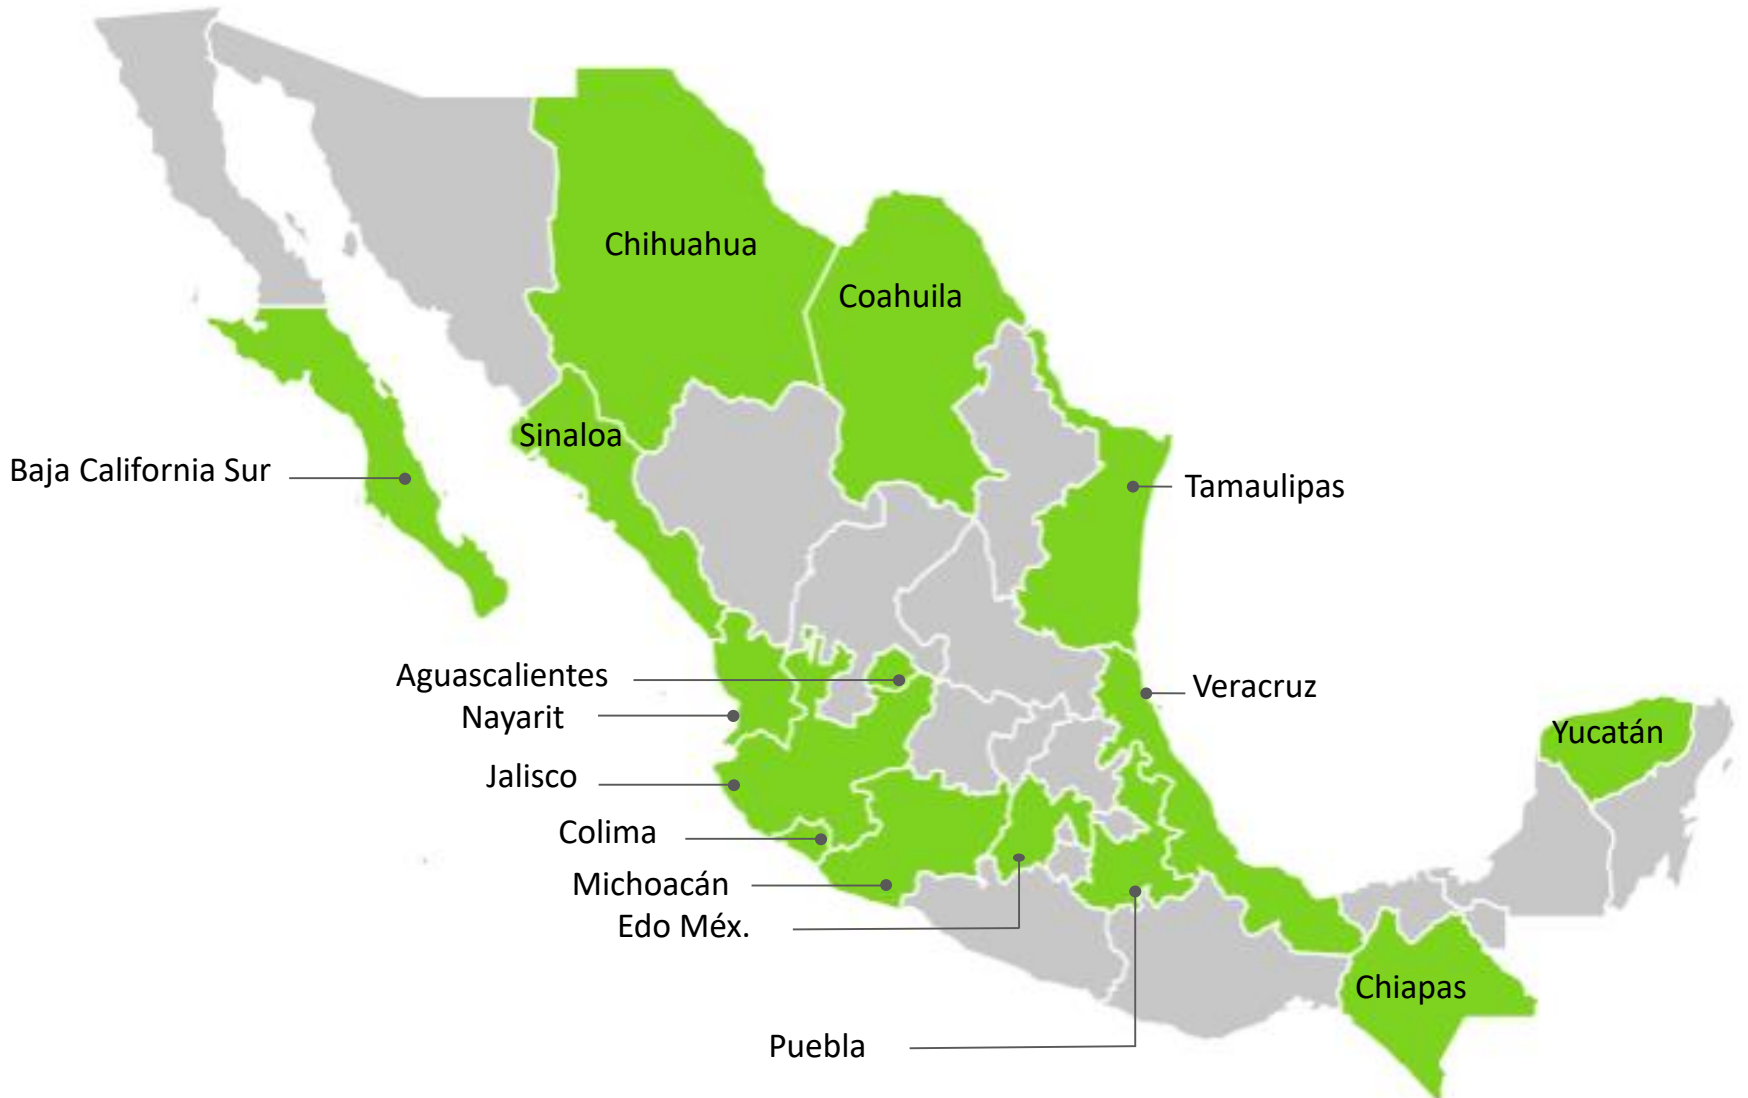 Chihuahua
Coahuila
Sinaloa
Baja California Sur
Tamaulipas
Aguascalientes
Veracruz
Nayarit
Yucatán
Jalisco
Colima
Michoacán
Edo Méx.
Chiapas
Puebla